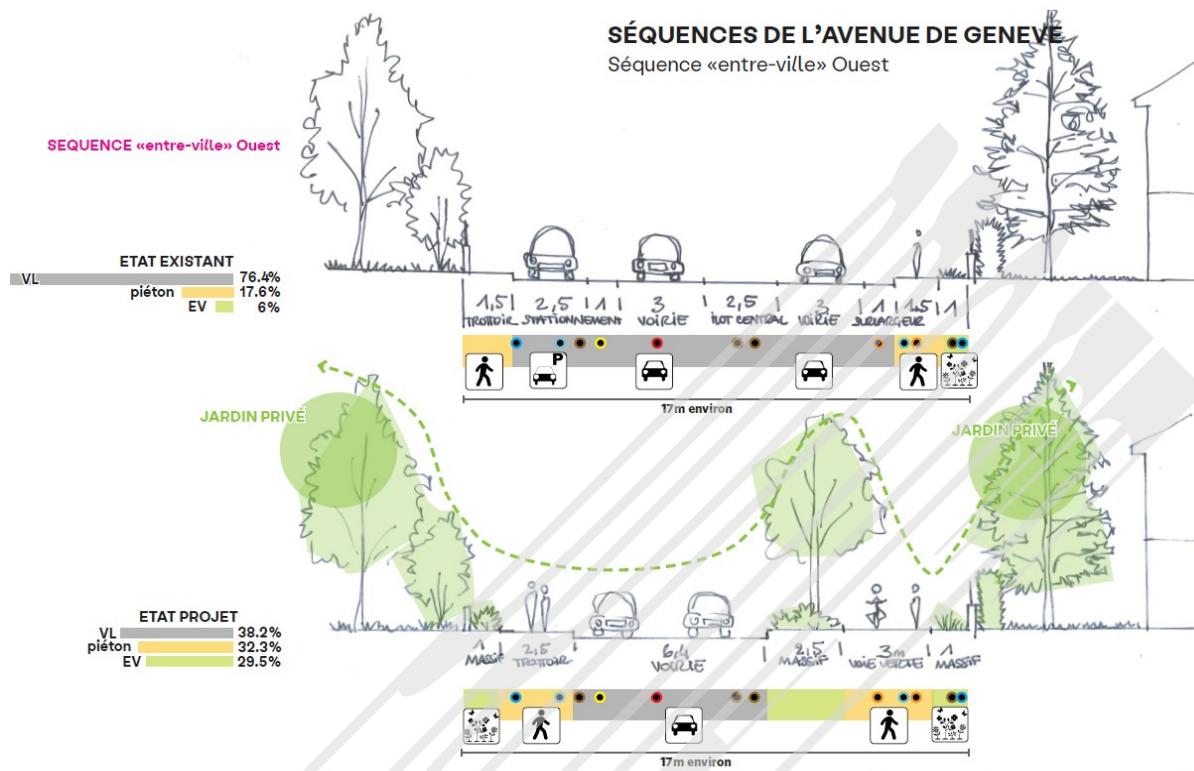 SÉQUENCES DE L'AVENUE DE GENEVE
Séquence «entre-ville» Ouest
SEQUENCE «entre-ville» Ouest
ETAT EXISTANT
VL 76.4%
piéton 17.6%
EV 6%
1,5 2,5 1 3 2,5 3 1 1,5 1
TROTTOIR STATIONNEMENT VOIRIE ILOT CENTRAL VOIRIE SURLARGEUR
P
17m environ
JARDIN PRIVÉ
JARDIN PRIVÉ
ETAT PROJET
VL 38.2%
piéton 32.3%
EV 29.5%
1 2,5 6,4 2,5 3m 1
MASSIF TROTTOIR VOIRIE MASSIF VOIE VERTE MASSIF
17m environ